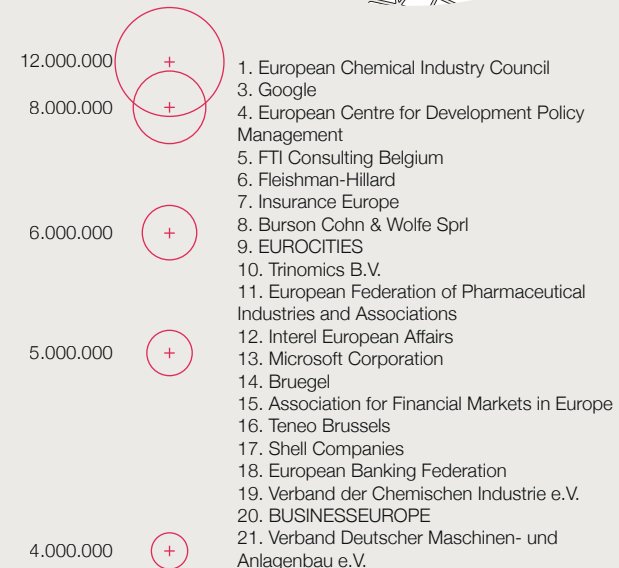 12.000.000
8.000.000
6.000.000
5.000.000
4.000.000
1. European Chemical Industry Council
3. Google
4. European Centre for Development Policy
Management
5. FTI Consulting Belgium
6. Fleishman-Hillard
7. Insurance Europe
8. Burson Cohn & Wolfe Sprl
9. EUROCITIES
10. Trinomics B.V.
11. European Federation of Pharmaceutical
Industries and Associations
12. Interel European Affairs
13. Microsoft Corporation
14. Bruegel
15. Association for Financial Markets in Europe
16. Teneo Brussels
17. Shell Companies
18. European Banking Federation
19. Verband der Chemischen Industrie e.V.
20. BUSINESSEUROPE
21. Verband Deutscher Maschinen- und
Anlagenbau e.V.